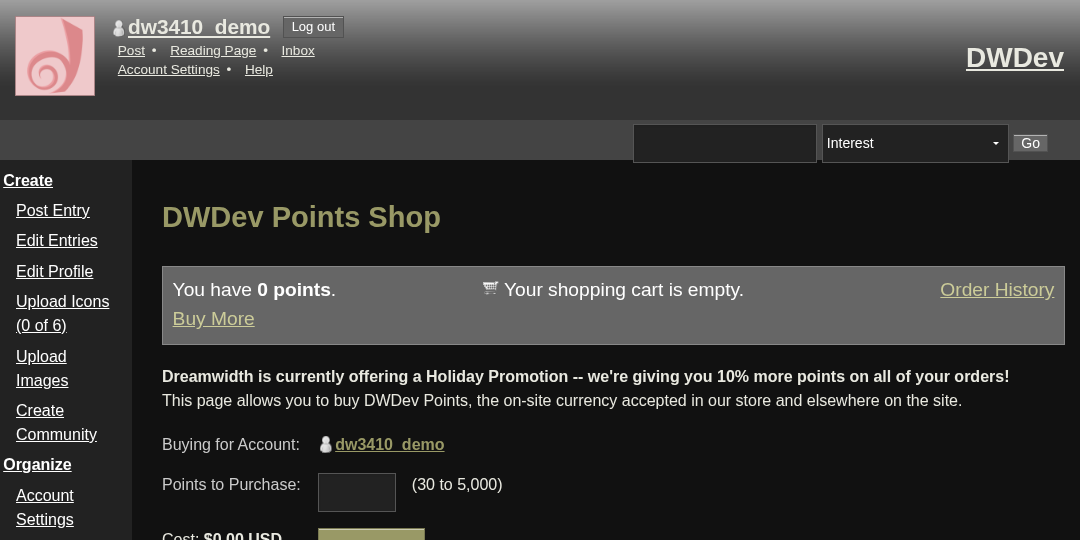 dw3410_demo Log out
Post • Reading Page • Inbox
Account Settings • Help
DWDev
Interest Go
Create
Post Entry
Edit Entries
Edit Profile
Upload Icons
(0 of 6)
Upload
Images
Create
Community
Organize
Account
Settings
DWDev Points Shop
You have 0 points.
Buy More
Your shopping cart is empty.
Order History
Dreamwidth is currently offering a Holiday Promotion -- we're giving you 10% more points on all of your orders!
This page allows you to buy DWDev Points, the on-site currency accepted in our store and elsewhere on the site.
Buying for Account: dw3410_demo
Points to Purchase: (30 to 5,000)
Cost: $0.00 USD